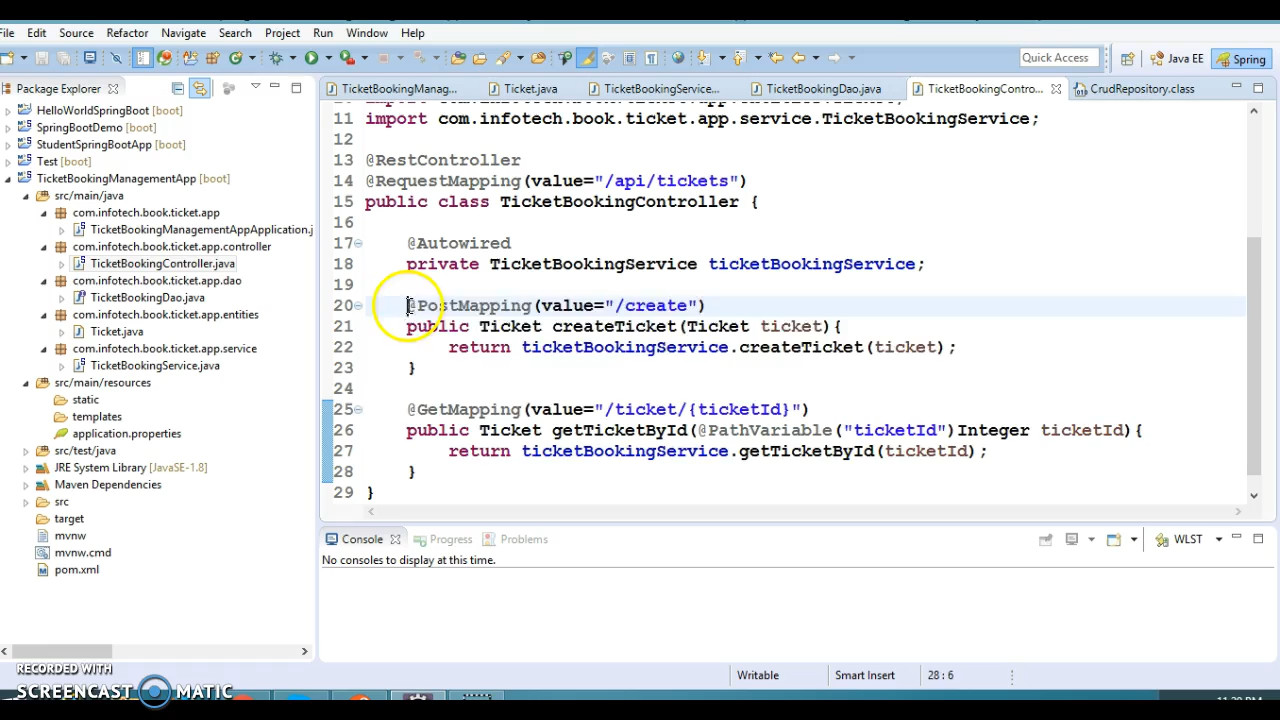 File Edit Source Refactor Navigate Search Project Run Window Help
Quick Access
Java EE
Spring
Package Explorer
HelloWorldSpringBoot [boot]
SpringBootDemo [boot]
StudentSpringBootApp [boot]
Test [boot]
TicketBookingManagementApp [boot]
src/main/java
com.infotech.book.ticket.app
TicketBookingManagementAppApplication.j
com.infotech.book.ticket.app.controller
TicketBookingController.java
com.infotech.book.ticket.app.dao
TicketBookingDao.java
com.infotech.book.ticket.app.entities
Ticket.java
com.infotech.book.ticket.app.service
TicketBookingService.java
src/main/resources
static
templates
application.properties
src/test/java
JRE System Library [JavaSE-1.8]
Maven Dependencies
src
target
mvnw
mvnw.cmd
pom.xml
TicketBookingManag... Ticket.java TicketBookingService... TicketBookingDao.java TicketBookingContro... CrudRepository.class
11 import com.infotech.book.ticket.app.service.TicketBookingService;
12
13 @RestController
14 @RequestMapping(value="/api/tickets")
15 public class TicketBookingController {
16
17 @Autowired
18 private TicketBookingService ticketBookingService;
19
20 @PostMapping(value="/create")
21 public Ticket createTicket(Ticket ticket){
22 return ticketBookingService.createTicket(ticket);
23 }
24
25 @GetMapping(value="/ticket/{ticketId}")
26 public Ticket getTicketById(@PathVariable("ticketId")Integer ticketId){
27 return ticketBookingService.getTicketById(ticketId);
28 }
29 }
Console Progress Problems
WLST
No consoles to display at this time.
Writable Smart Insert 28:6
RECORDED WITH
SCREENCAST MATIC